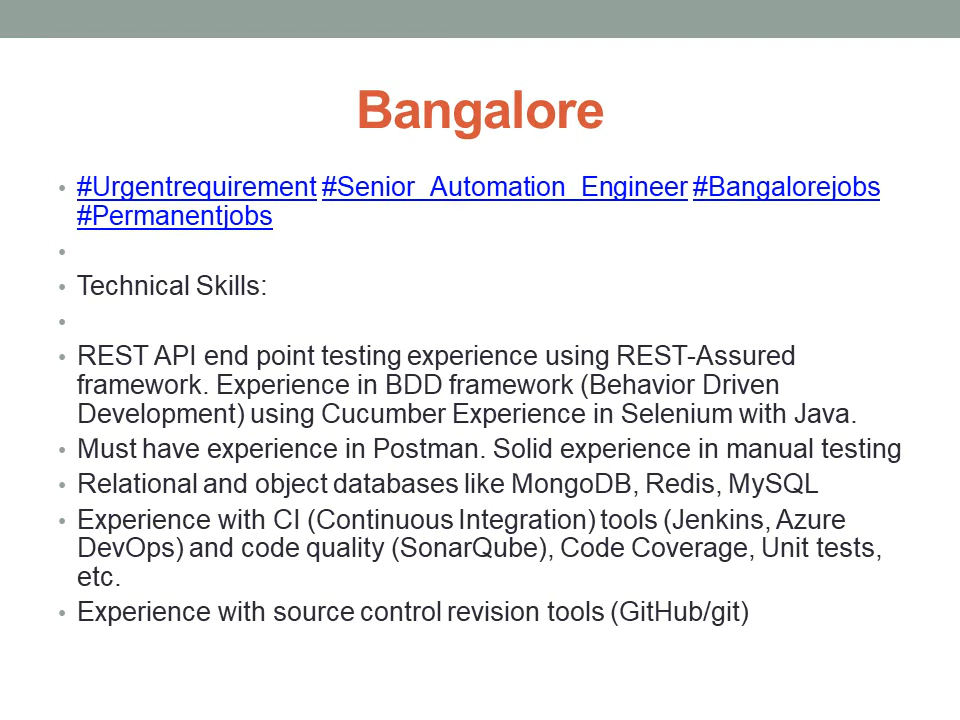 Bangalore
#Urgentrequirement #Senior_Automation_Engineer #Bangalorejobs
#Permanentjobs
Technical Skills:
REST API end point testing experience using REST-Assured
framework. Experience in BDD framework (Behavior Driven
Development) using Cucumber Experience in Selenium with Java.
Must have experience in Postman. Solid experience in manual testing
Relational and object databases like MongoDB, Redis, MySQL
Experience with CI (Continuous Integration) tools (Jenkins, Azure
DevOps) and code quality (SonarQube), Code Coverage, Unit tests,
etc.
Experience with source control revision tools (GitHub/git)